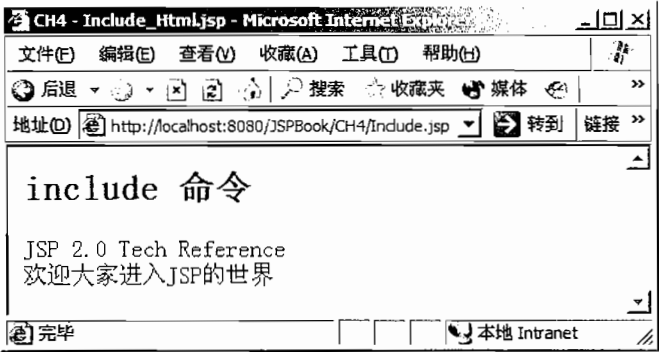 CH4 - Include_Html.jsp - Microsoft Internet Explorer
文件(F) 编辑(E) 查看(V) 收藏(A) 工具(T) 帮助(H)
后退 搜索 收藏夹 媒体 »
地址(D) http://localhost:8080/JSPBook/CH4/Include.jsp 转到 链接 »
include 命令
JSP 2.0 Tech Reference
欢迎大家进入JSP的世界
完毕 本地 Intranet